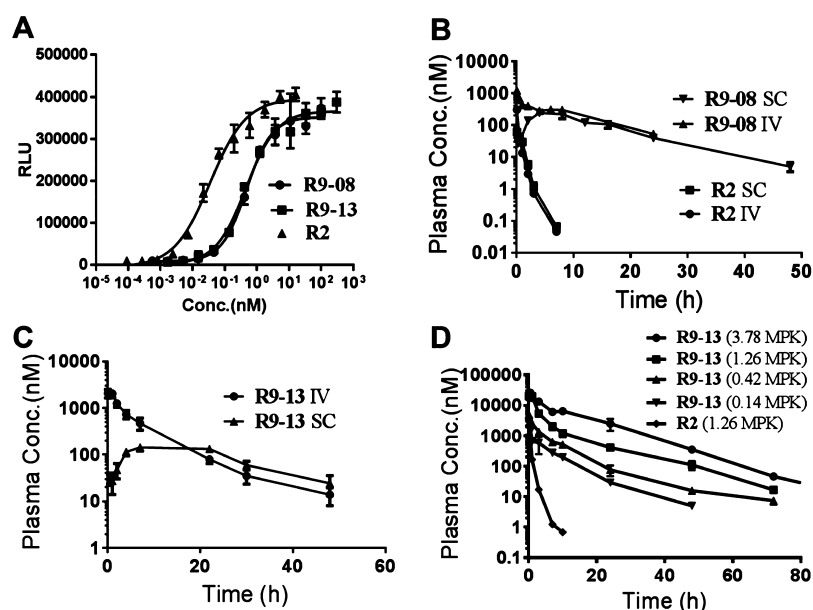 A
500000
400000
300000
200000
100000
0
RLU
R9-08
R9-13
R2
10⁻⁵ 10⁻⁴ 10⁻³ 10⁻² 10⁻¹ 10⁰ 10¹ 10² 10³
Conc.(nM)
B
10000
1000
100
10
1
0.1
0.01
Plasma Conc.(nM)
R9-08 SC
R9-08 IV
R2 SC
R2 IV
0 10 20 30 40 50
Time (h)
C
10000
1000
100
10
1
Plasma Conc.(nM)
R9-13 IV
R9-13 SC
0 20 40 60
Time (h)
D
R9-13 (3.78 MPK)
R9-13 (1.26 MPK)
R9-13 (0.42 MPK)
R9-13 (0.14 MPK)
R2 (1.26 MPK)
100000
10000
1000
100
10
1
0.1
Plasma Conc.(nM)
0 20 40 60 80
Time (h)